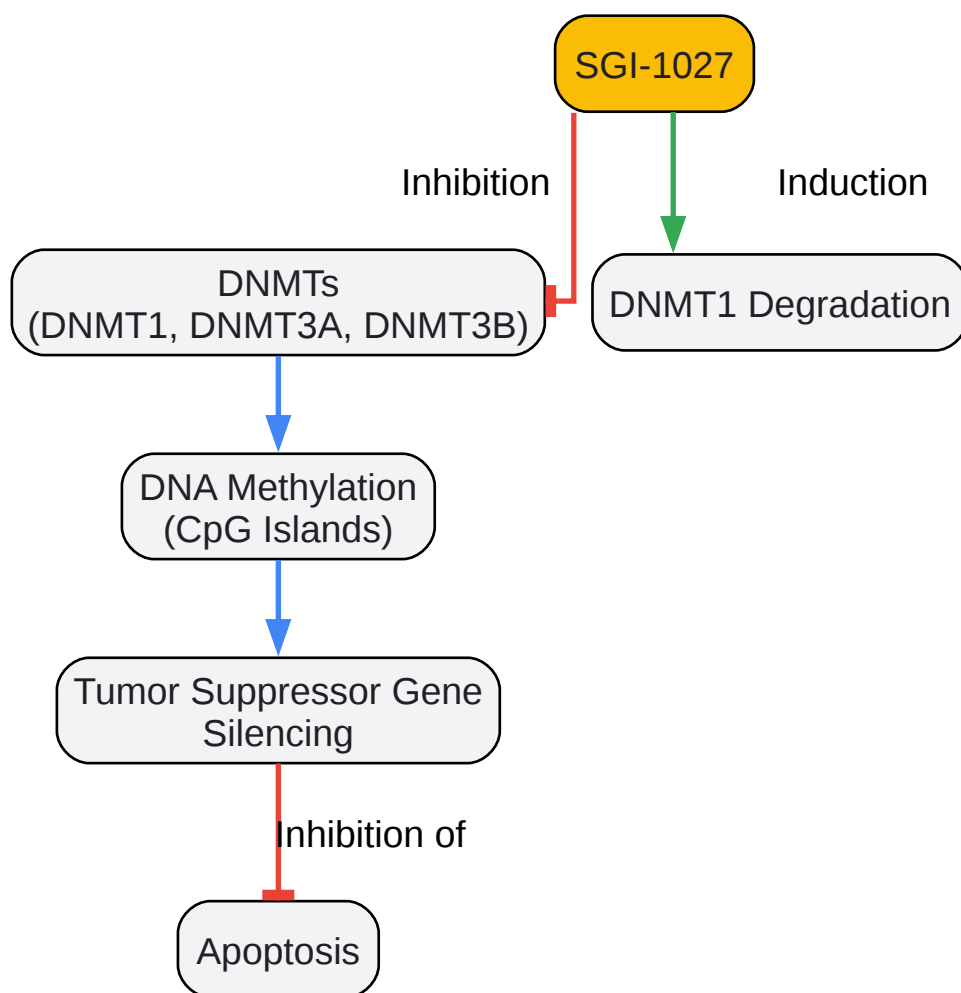 SGI-1027
Inhibition
Induction
DNMTs
(DNMT1, DNMT3A, DNMT3B)
DNMT1 Degradation
DNA Methylation
(CpG Islands)
Tumor Suppressor Gene
Silencing
Inhibition of
Apoptosis